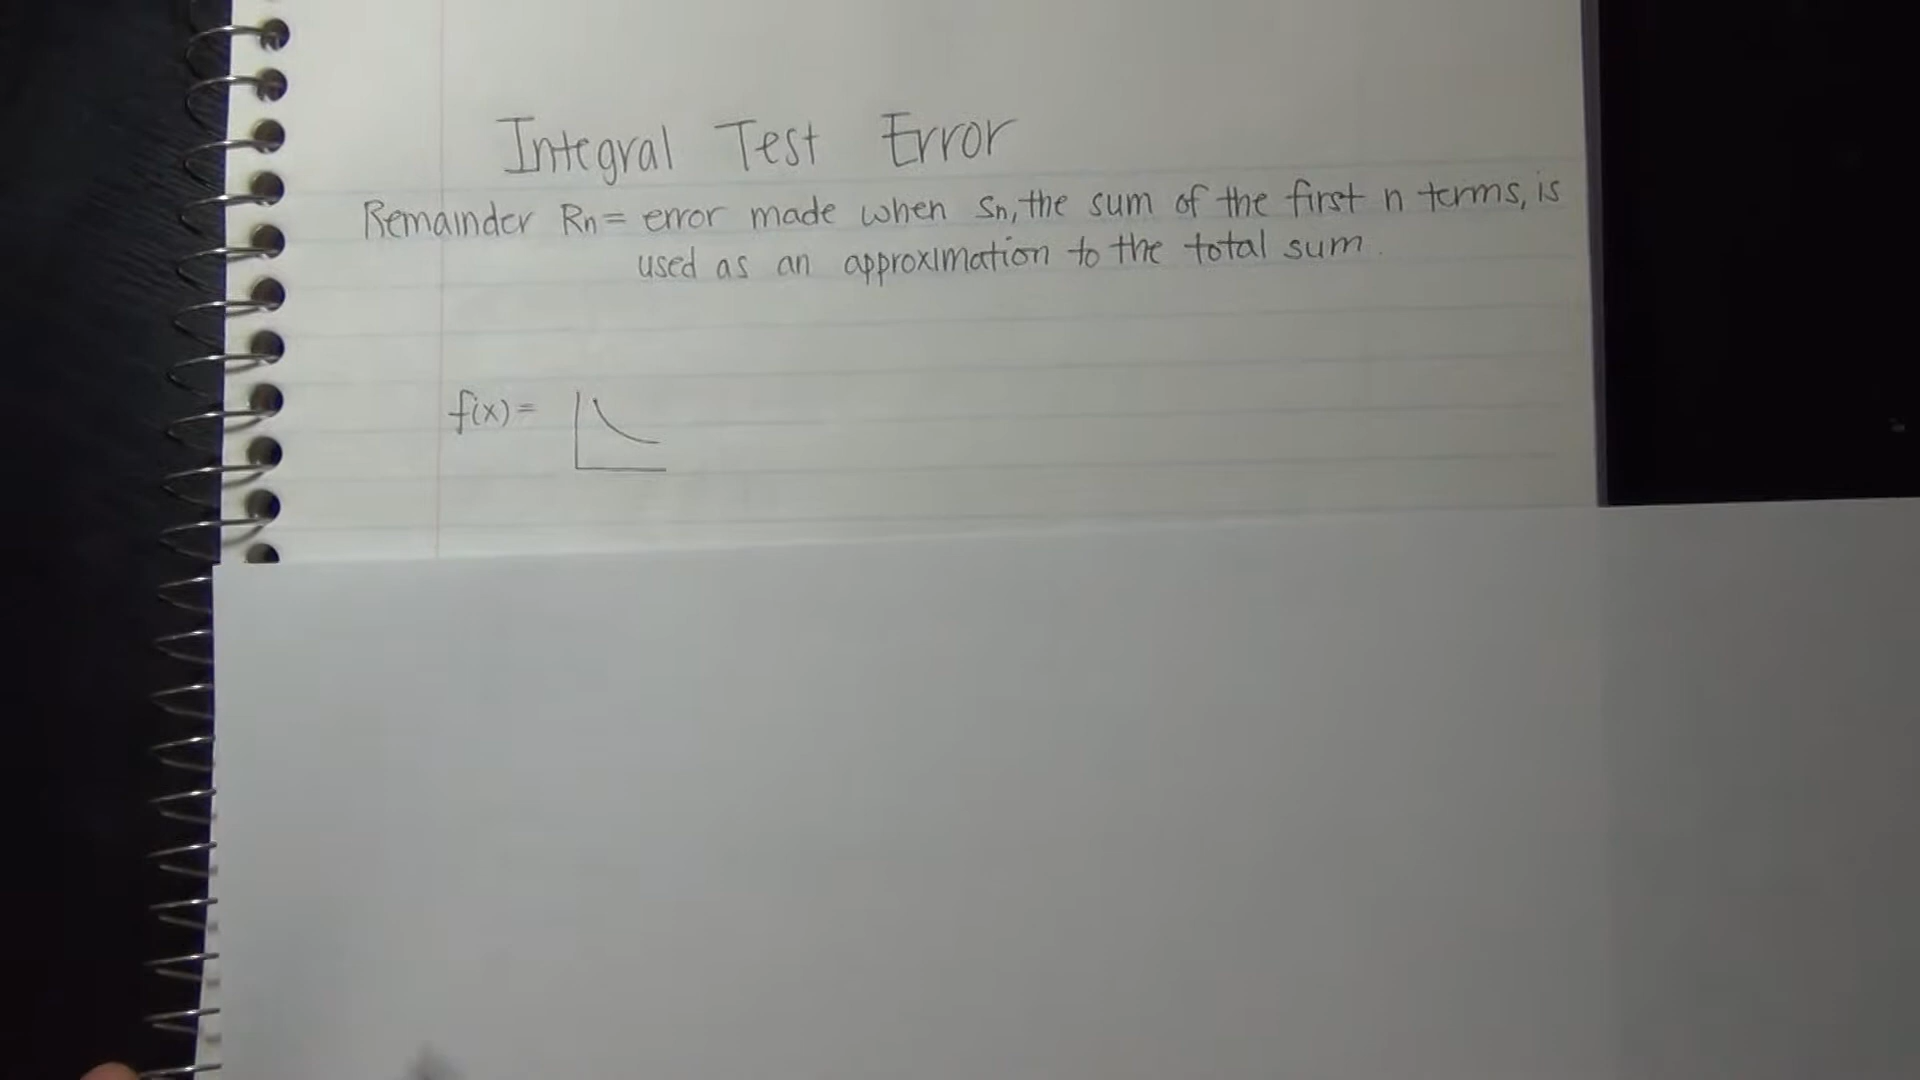 Integral Test Error
Remainder Rn = error made when Sn, the sum of the first n terms, is
used as an approximation to the total sum.
f(x) =